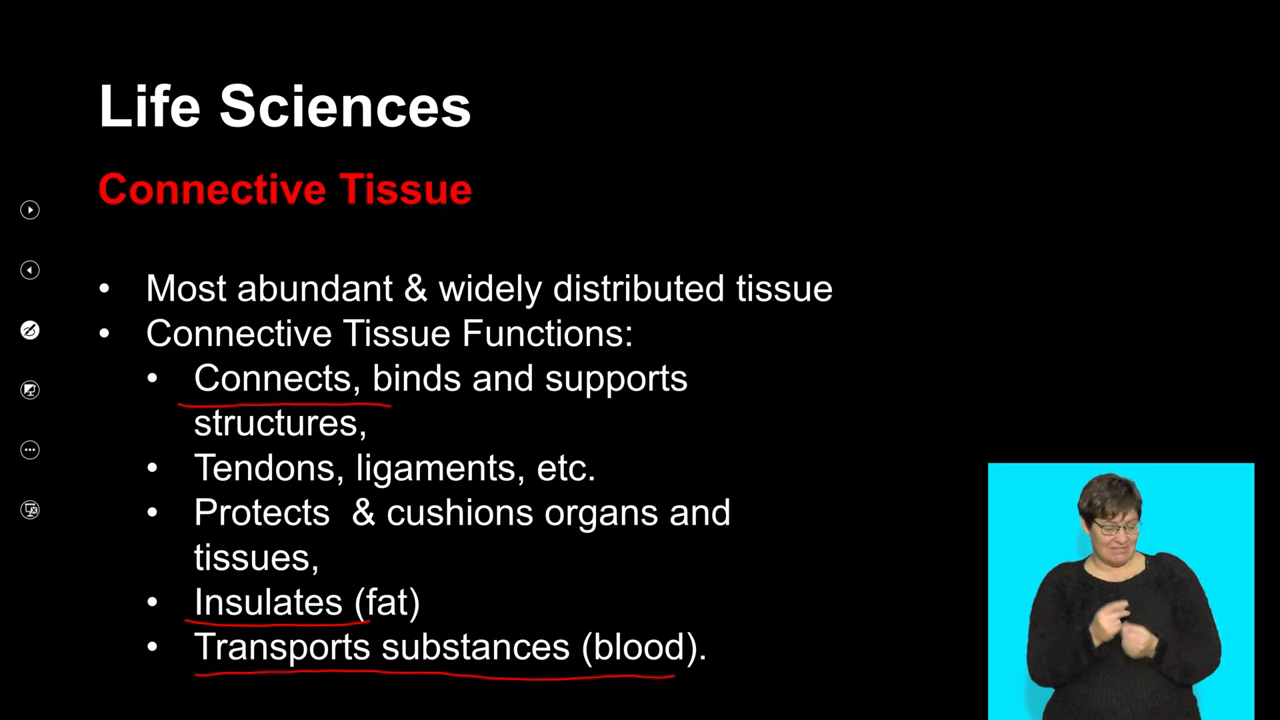 Life Sciences
Connective Tissue
• Most abundant & widely distributed tissue
• Connective Tissue Functions:
• Connects, binds and supports
structures,
• Tendons, ligaments, etc.
• Protects  & cushions organs and
tissues,
• Insulates (fat)
• Transports substances (blood).